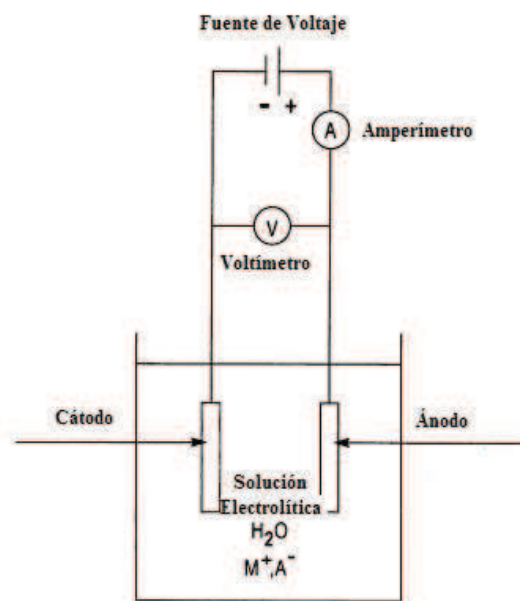 Fuente de Voltaje
- +
A
Amperímetro
V
Voltímetro
Cátodo
Ánodo
Solución
Electrolítica
H₂O
M⁺,A⁻